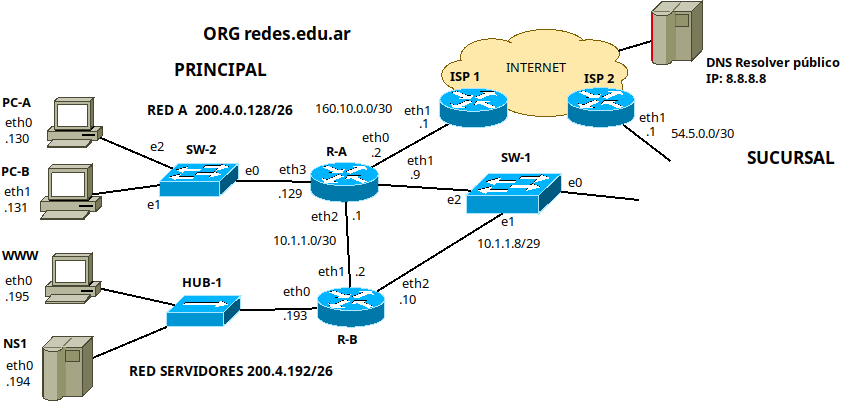 ORG redes.edu.ar
PRINCIPAL
INTERNET
ISP 1
ISP 2
DNS Resolver público
IP: 8.8.8.8
PC-A
eth0
.130
RED A 200.4.0.128/26
160.10.0.0/30
eth1
.1
eth1
.1
54.5.0.0/30
SUCURSAL
e2
SW-2
e0
R-A
eth0
.2
eth3
.129
eth1
.9
SW-1
e2
e0
e1
10.1.1.8/29
PC-B
eth1
.131
e1
eth2
.1
10.1.1.0/30
WWW
eth0
.195
HUB-1
eth1
.2
eth0
.193
eth2
.10
R-B
NS1
eth0
.194
RED SERVIDORES 200.4.192/26